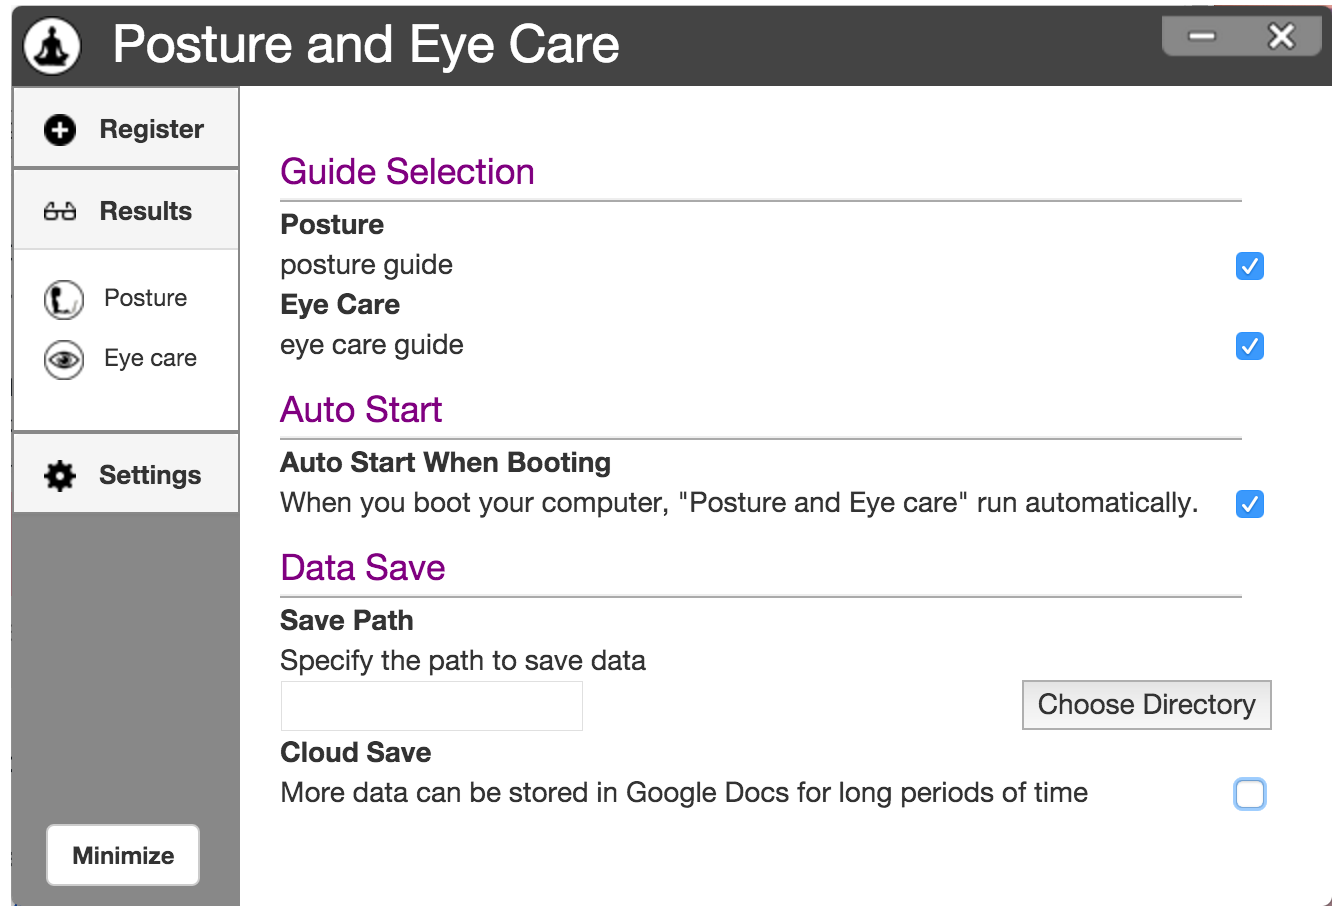 Posture and Eye Care
Register
Results
Posture
Eye care
Settings
Minimize
Guide Selection
Posture
posture guide
Eye Care
eye care guide
Auto Start
Auto Start When Booting
When you boot your computer, "Posture and Eye care" run automatically.
Data Save
Save Path
Specify the path to save data
Choose Directory
Cloud Save
More data can be stored in Google Docs for long periods of time